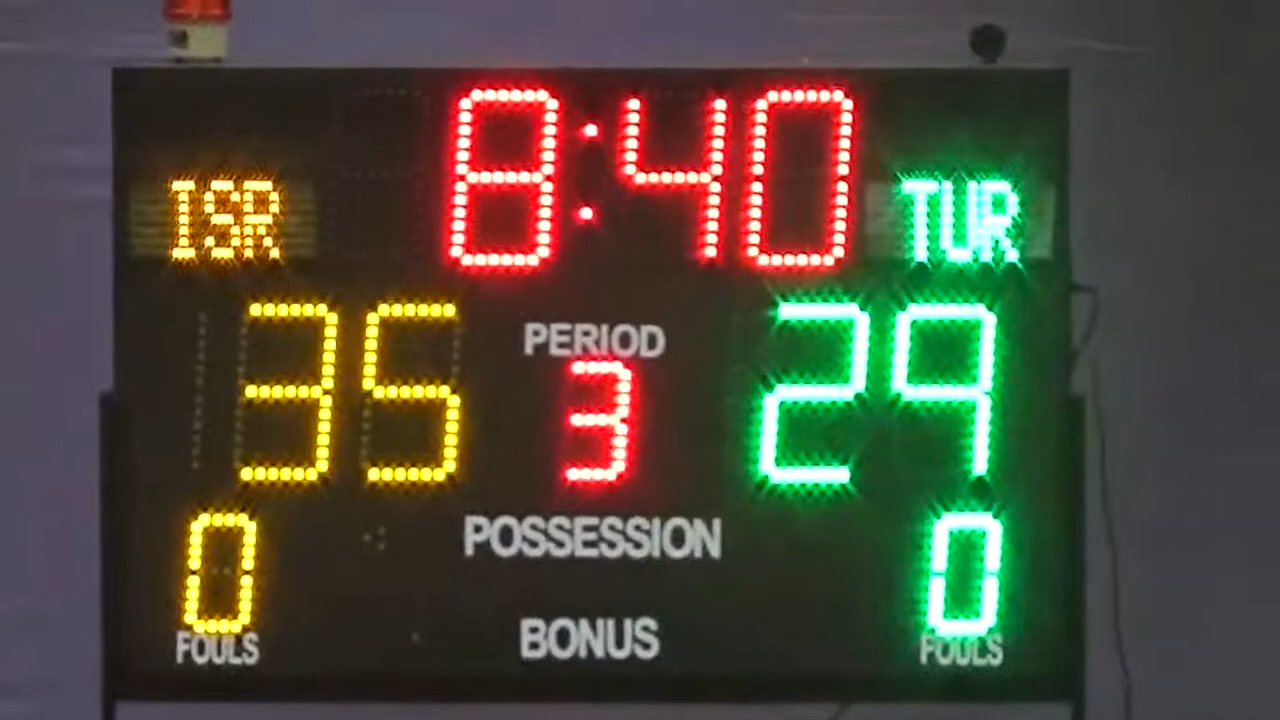 8:40
ISR TUR
35 29
PERIOD
3
POSSESSION
0 0
FOULS BONUS FOULS